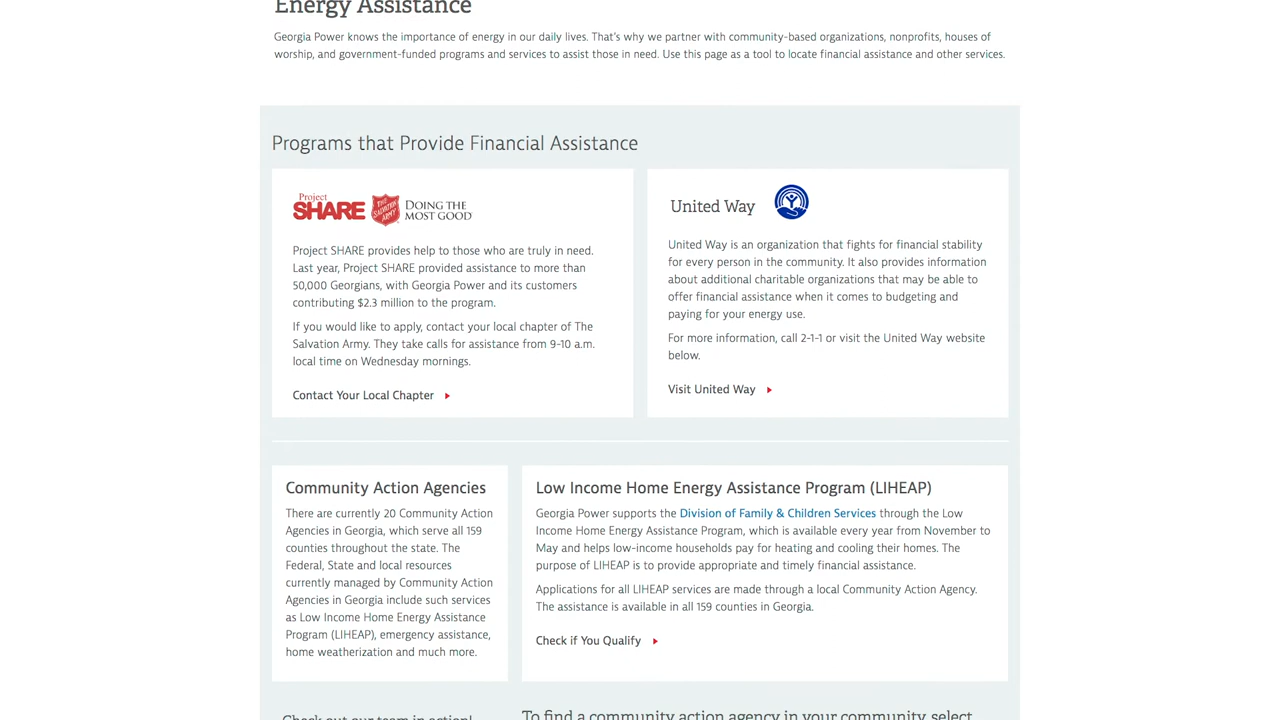 Energy Assistance
Georgia Power knows the importance of energy in our daily lives. That's why we partner with community-based organizations, nonprofits, houses of
worship, and government-funded programs and services to assist those in need. Use this page as a tool to locate financial assistance and other services.
Programs that Provide Financial Assistance
Project
SHARE
THE
SALVATION
ARMY
DOING THE
MOST GOOD
Project SHARE provides help to those who are truly in need.
Last year, Project SHARE provided assistance to more than
50,000 Georgians, with Georgia Power and its customers
contributing $2.3 million to the program.
If you would like to apply, contact your local chapter of The
Salvation Army. They take calls for assistance from 9-10 a.m.
local time on Wednesday mornings.
Contact Your Local Chapter
United Way
United Way is an organization that fights for financial stability
for every person in the community. It also provides information
about additional charitable organizations that may be able to
offer financial assistance when it comes to budgeting and
paying for your energy use.
For more information, call 2-1-1 or visit the United Way website
below.
Visit United Way
Community Action Agencies
There are currently 20 Community Action
Agencies in Georgia, which serve all 159
counties throughout the state. The
Federal, State and local resources
currently managed by Community Action
Agencies in Georgia include such services
as Low Income Home Energy Assistance
Program (LIHEAP), emergency assistance,
home weatherization and much more.
Low Income Home Energy Assistance Program (LIHEAP)
Georgia Power supports the Division of Family & Children Services through the Low
Income Home Energy Assistance Program, which is available every year from November to
May and helps low-income households pay for heating and cooling their homes. The
purpose of LIHEAP is to provide appropriate and timely financial assistance.
Applications for all LIHEAP services are made through a local Community Action Agency.
The assistance is available in all 159 counties in Georgia.
Check if You Qualify
Check out our team in action!
To find a community action agency in your community, select